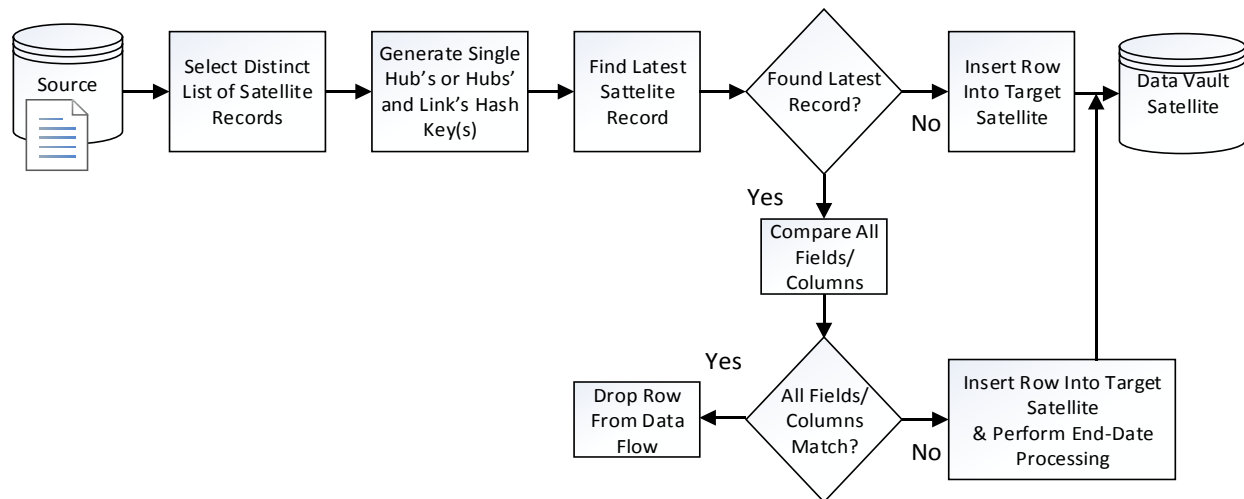 Source
Select Distinct
List of Satellite
Records
Generate Single
Hub's or Hubs'
and Link's Hash
Key(s)
Find Latest
Sattelite
Record
Found Latest
Record?
No
Insert Row
Into Target
Satellite
Data Vault
Satellite
Yes
Compare All
Fields/
Columns
Yes
Drop Row
From Data
Flow
All Fields/
Columns
Match?
No
Insert Row Into Target
Satellite
& Perform End-Date
Processing